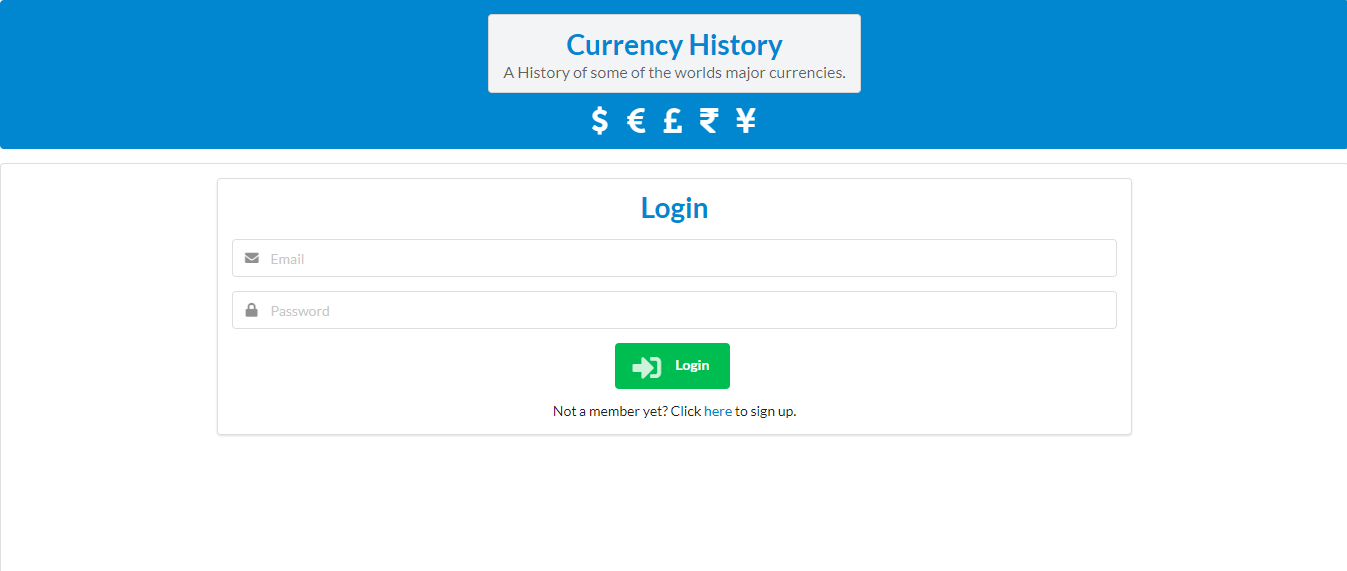 Currency History
A History of some of the worlds major currencies.
$ € £ ₹ ¥
Login
Email
Password
Login
Not a member yet? Click here to sign up.